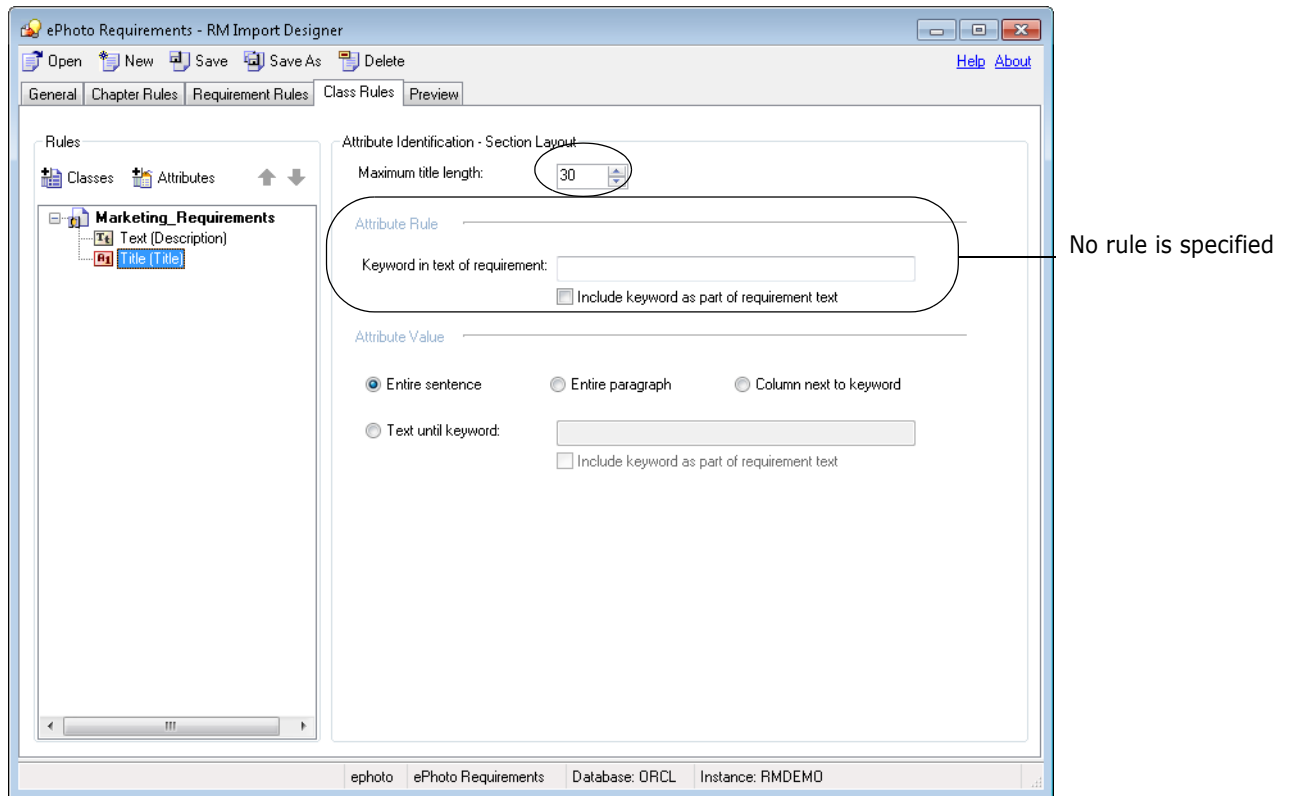 ePhoto Requirements - RM Import Designer
Open New Save Save As Delete Help About
General Chapter Rules Requirement Rules Class Rules Preview
Rules
Classes Attributes
Marketing_Requirements
Text (Description)
Title (Title)
Attribute Identification - Section Layout
Maximum title length: 30
Attribute Rule
Keyword in text of requirement:
Include keyword as part of requirement text
No rule is specified
Attribute Value
Entire sentence Entire paragraph Column next to keyword
Text until keyword:
Include keyword as part of requirement text
ephoto ePhoto Requirements Database: ORCL Instance: RMDEMO